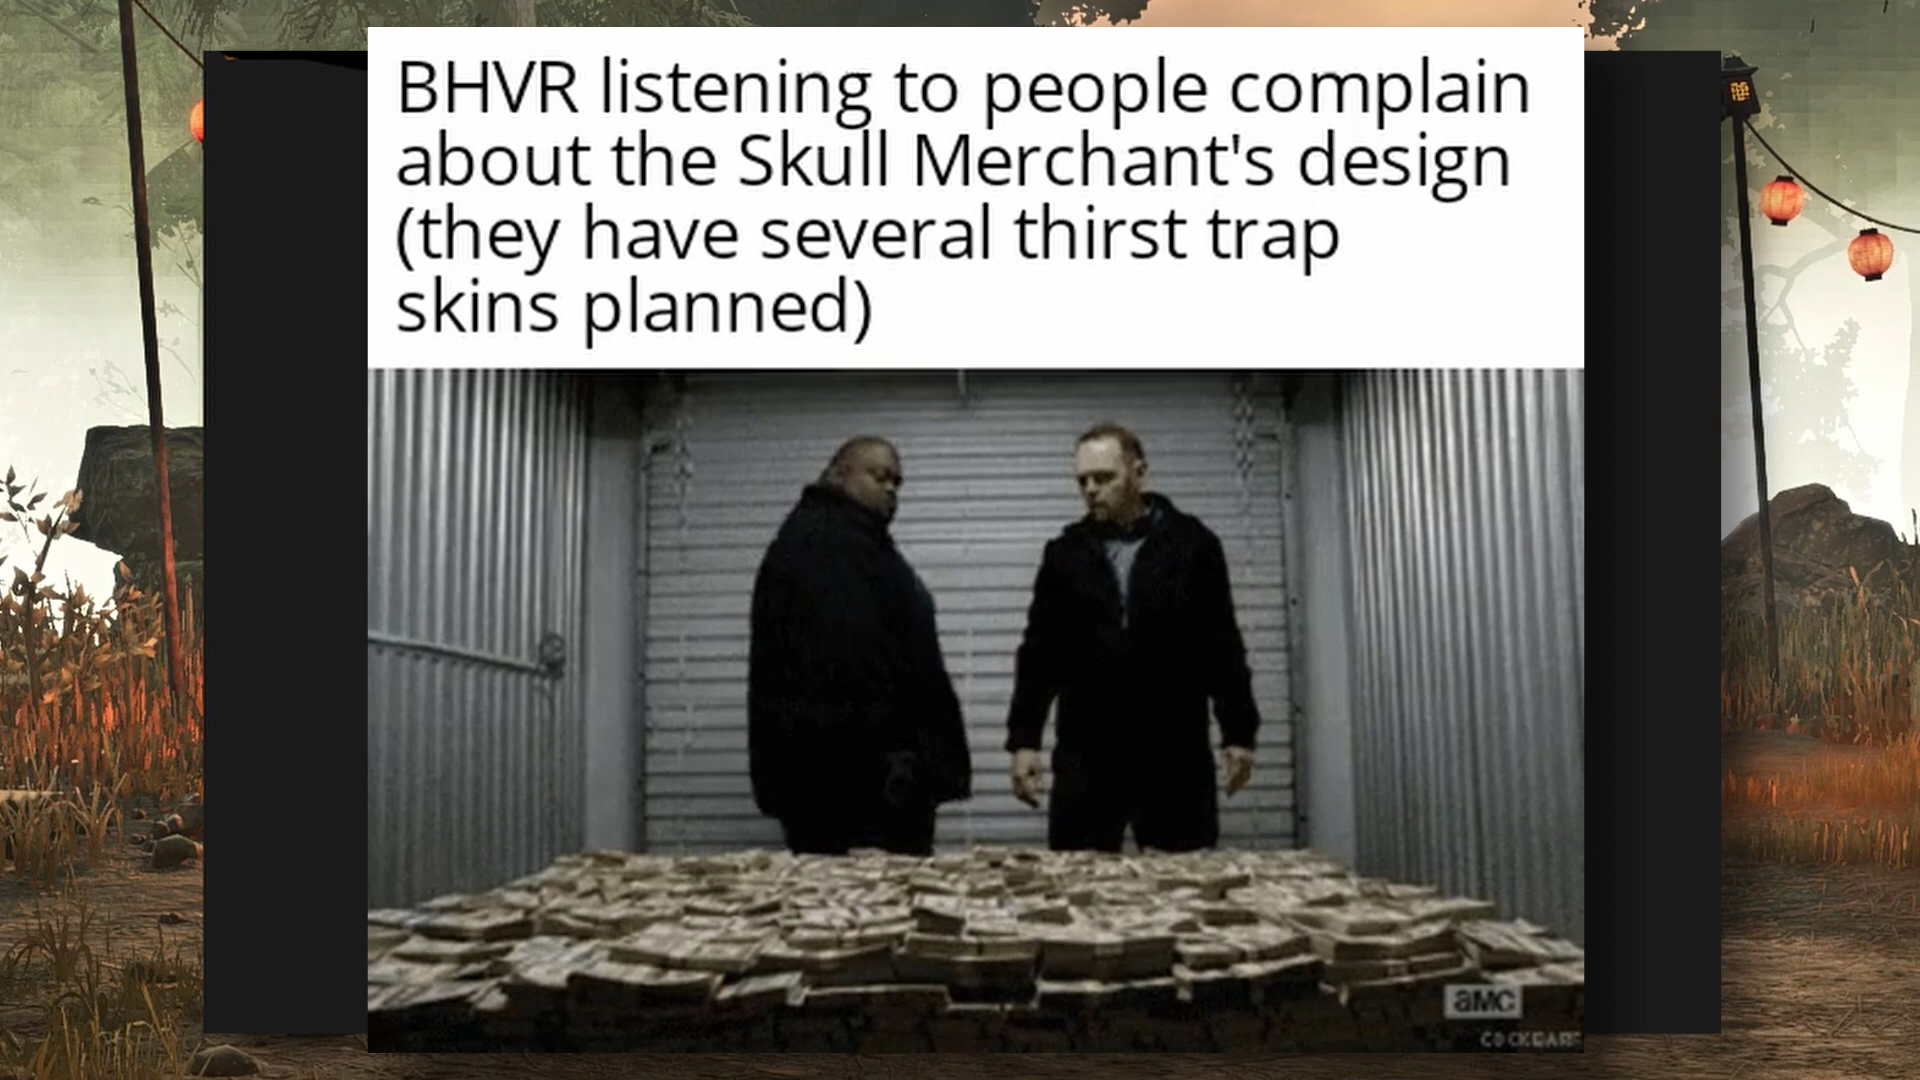 BHVR listening to people complain
about the Skull Merchant's design
(they have several thirst trap
skins planned)
aMC